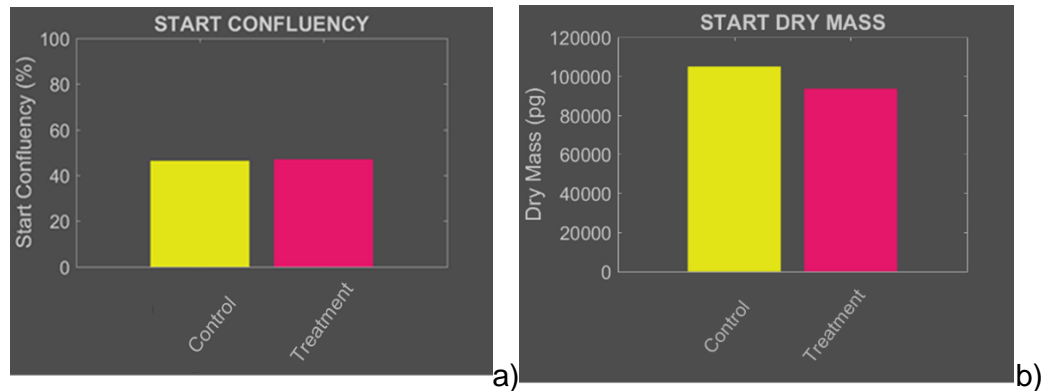 START CONFLUENCY
100
80
60
40
20
0
Start Confluency (%)
Control
Treatment
a)
START DRY MASS
120000
100000
80000
60000
40000
20000
0
Dry Mass (pg)
Control
Treatment
b)